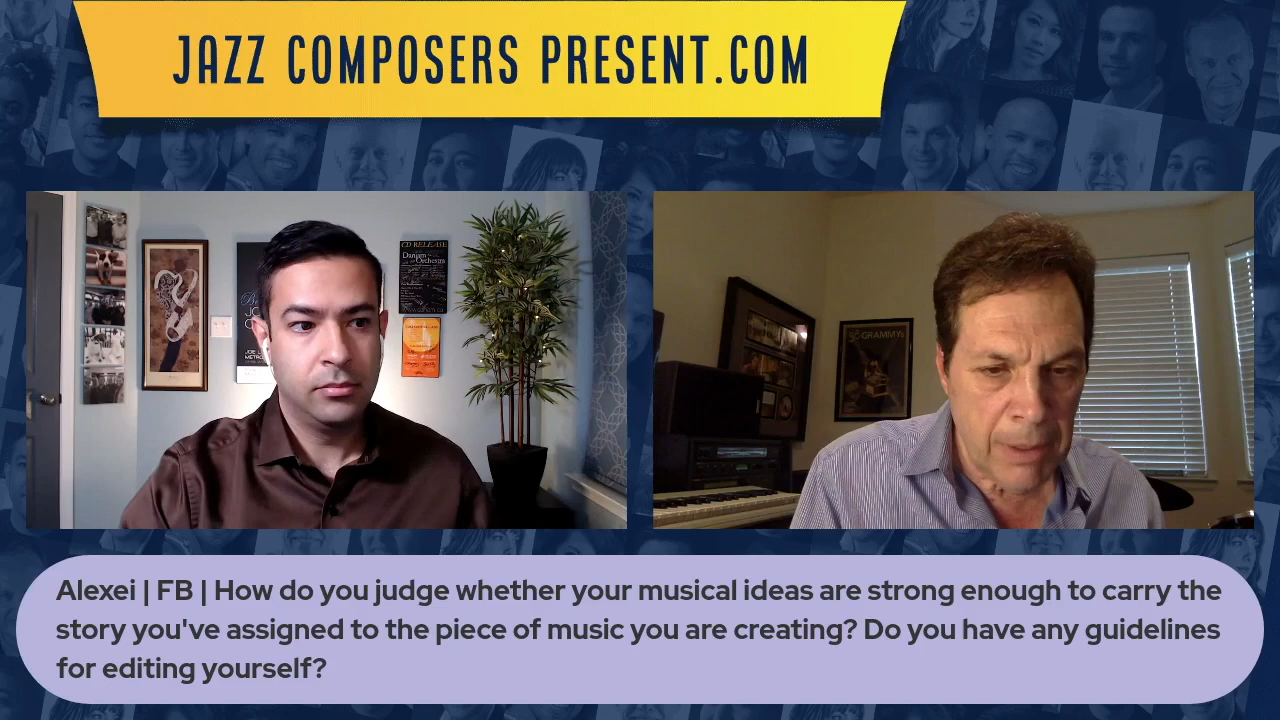 JAZZ COMPOSERS PRESENT.COM
CD RELEASE
Danjam
Orchestra
GRAMMYs
Alexei | FB | How do you judge whether your musical ideas are strong enough to carry the
story you've assigned to the piece of music you are creating? Do you have any guidelines
for editing yourself?